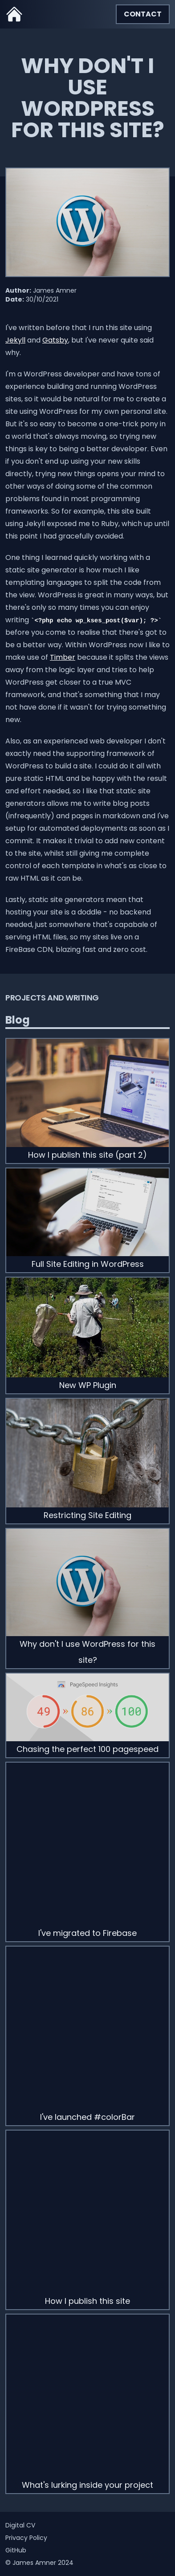 CONTACT
WHY DON'T I
USE
WORDPRESS
FOR THIS SITE?
Author: James Amner
Date: 30/10/2021
I've written before that I run this site using
Jekyll and Gatsby, but I've never quite said
why.
I'm a WordPress developer and have tons of
experience building and running WordPress
sites, so it would be natural for me to create a
site using WordPress for my own personal site.
But it's so easy to become a one-trick pony in
a world that's always moving, so trying new
things is key to being a better developer. Even
if you don't end up using your new skills
directly, trying new things opens your mind to
other ways of doing some of the common
problems found in most programming
frameworks. So for example, this site built
using Jekyll exposed me to Ruby, which up until
this point I had gracefully avoided.
One thing I learned quickly working with a
static site generator is how much I like
templating languages to split the code from
the view. WordPress is great in many ways, but
there's only so many times you can enjoy
writing `<?php echo wp_kses_post($var); ?>`
before you want to realise that there's got to
be a better way. Within WordPress now I like to
make use of Timber because it splits the views
away from the logic layer and tries to help
WordPress get closer to a true MVC
framework, and that's something that I may
not have done if it wasn't for trying something
new.
Also, as an experienced web developer I don't
exactly need the supporting framework of
WordPress to build a site. I could do it all with
pure static HTML and be happy with the result
and effort needed, so I like that static site
generators allows me to write blog posts
(infrequently) and pages in markdown and I've
setup for automated deployments as soon as I
commit. It makes it trivial to add new content
to the site, whilst still giving me complete
control of each template in what's as close to
raw HTML as it can be.
Lastly, static site generators mean that
hosting your site is a doddle - no backend
needed, just somewhere that's capable of
serving HTML files, so my sites live on a
FireBase CDN, blazing fast and zero cost.
PROJECTS AND WRITING
Blog
How I publish this site (part 2)
Full Site Editing in WordPress
New WP Plugin
Restricting Site Editing
Why don't I use WordPress for this
site?
PageSpeed Insights
49 » 86 » 100
Chasing the perfect 100 pagespeed
I've migrated to Firebase
I've launched #colorBar
How I publish this site
What's lurking inside your project
Digital CV
Privacy Policy
GitHub
© James Amner 2024